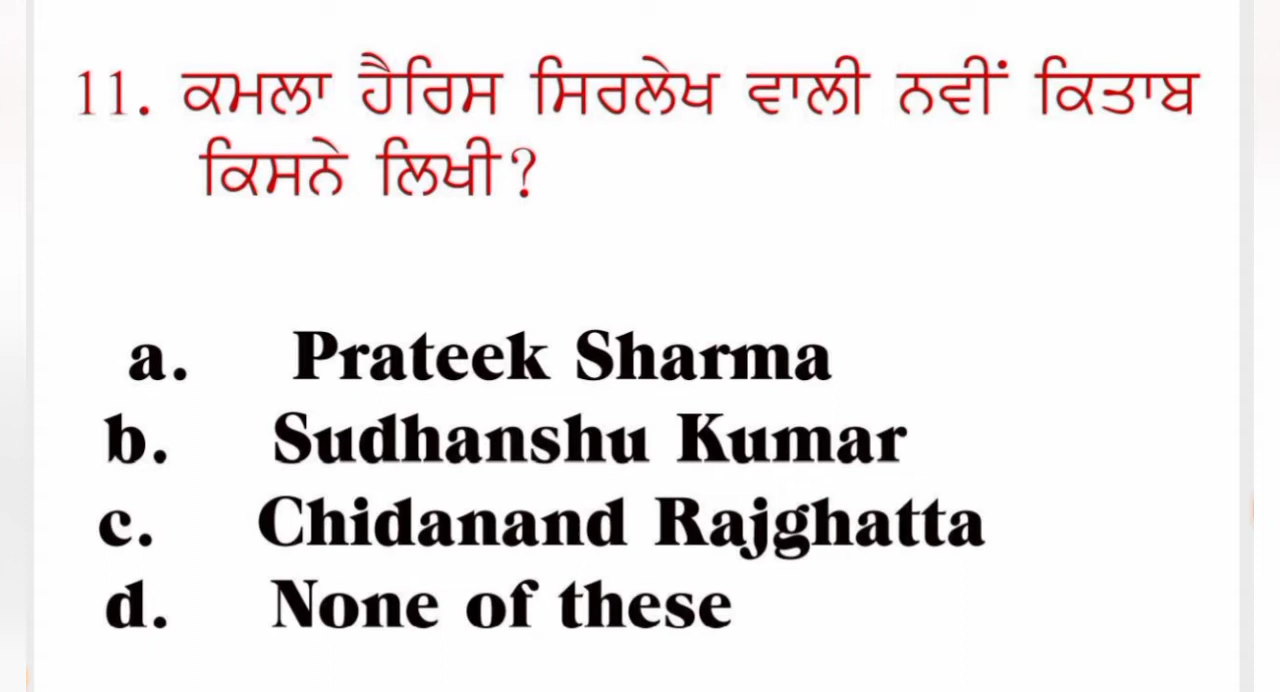 11. ਕਮਲਾ ਹੈਰਿਸ ਸਿਰਲੇਖ ਵਾਲੀ ਨਵੀਂ ਕਿਤਾਬ
ਕਿਸਨੇ ਲਿਖੀ?
a. Prateek Sharma
b. Sudhanshu Kumar
c. Chidanand Rajghatta
d. None of these